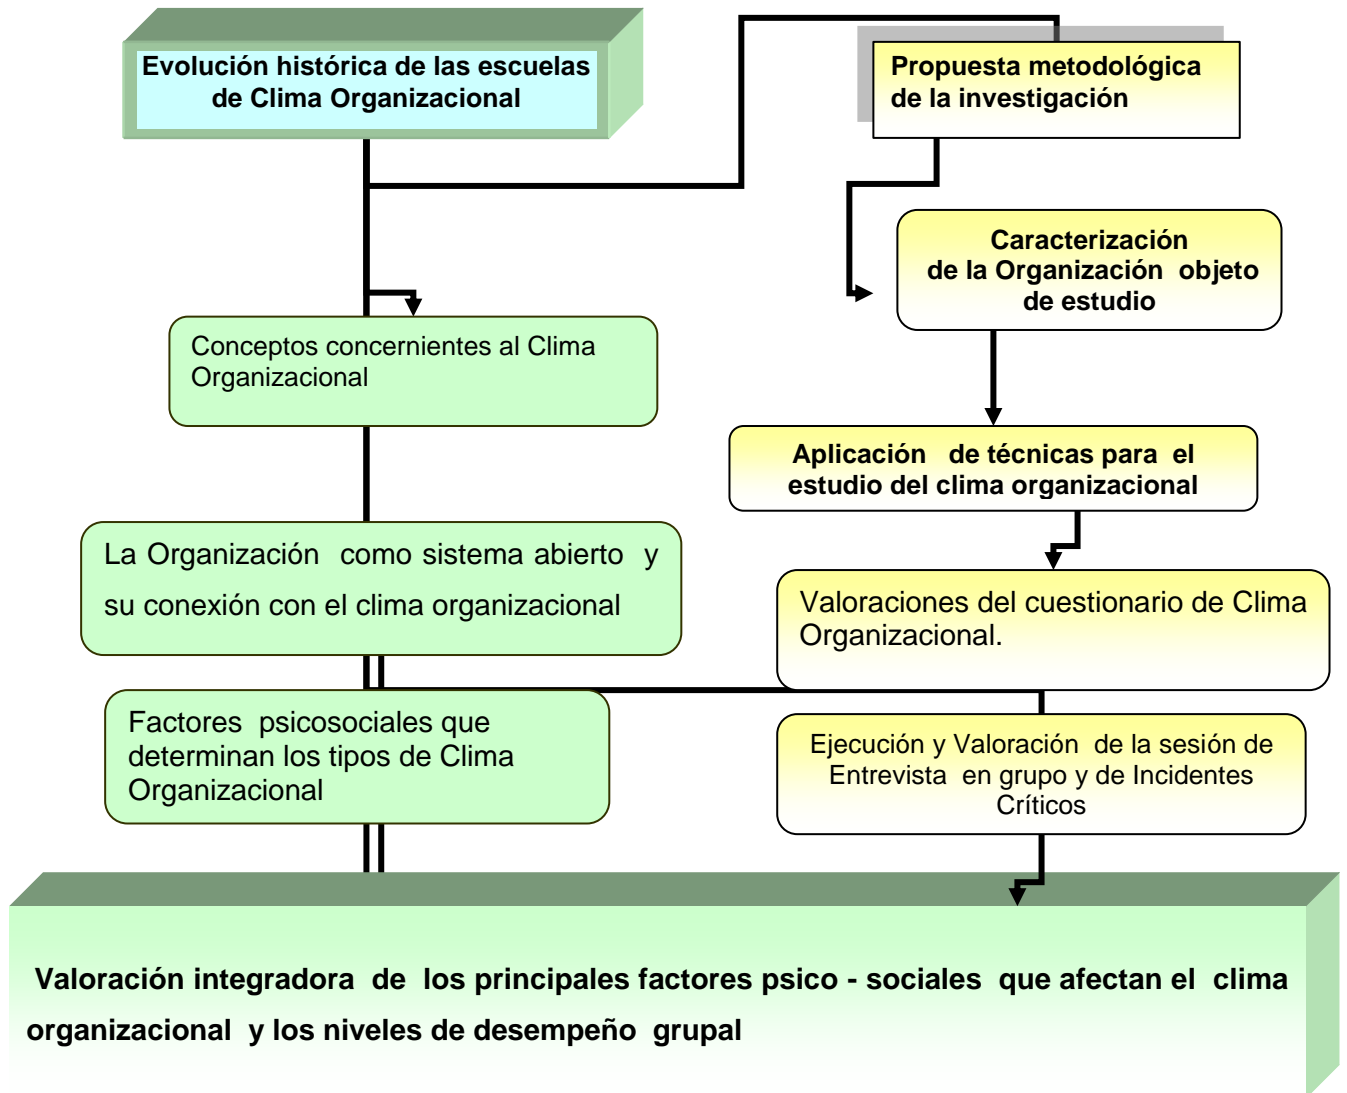 Evolución histórica de las escuelas
de Clima Organizacional
Propuesta metodológica
de la investigación
Caracterización
de la Organización objeto
de estudio
Conceptos concernientes al Clima
Organizacional
Aplicación de técnicas para el
estudio del clima organizacional
La Organización como sistema abierto y
su conexión con el clima organizacional
Valoraciones del cuestionario de Clima
Organizacional.
Factores psicosociales que
determinan los tipos de Clima
Organizacional
Ejecución y Valoración de la sesión de
Entrevista en grupo y de Incidentes
Críticos
Valoración integradora de los principales factores psico - sociales que afectan el clima
organizacional y los niveles de desempeño grupal